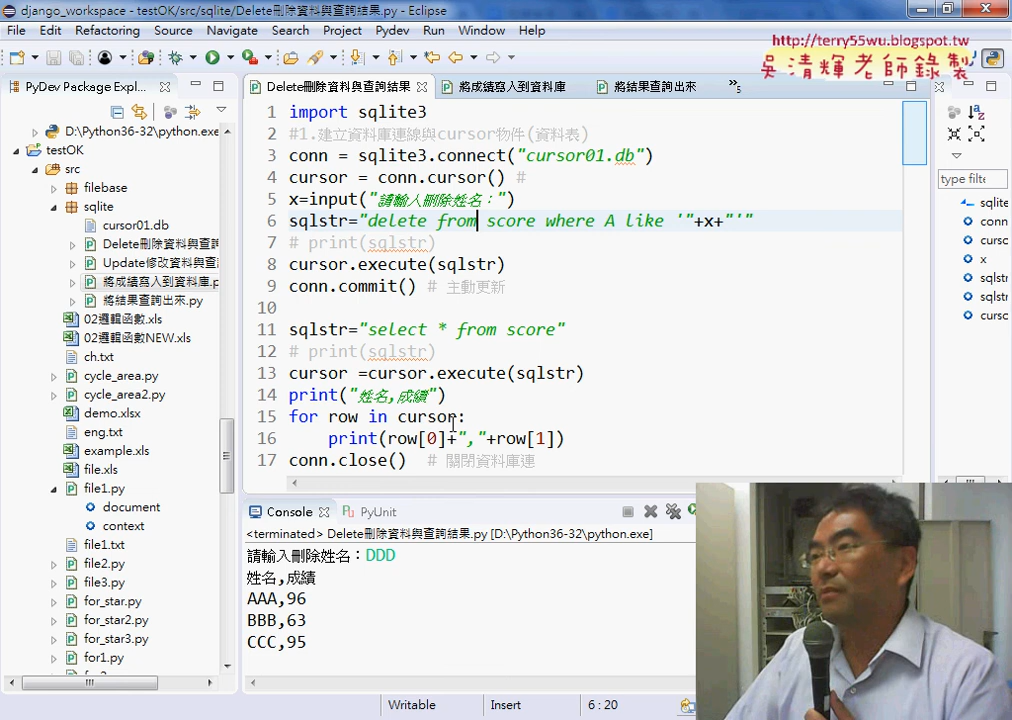 django_workspace - testOK/src/sqlite/Delete刪除資料與查詢結果.py - Eclipse
File Edit Refactoring Source Navigate Search Project Pydev Run Window Help
http://terry55wu.blogspot.tw
吳清輝老師錄製
PyDev Package Expl...
Delete刪除資料與查詢結果
將成績寫入到資料庫
將結果查詢出來
»5
D:\Python36-32\python.exe
testOK
src
filebase
sqlite
cursor01.db
Delete刪除資料與查詢
Update修改資料與查詢
將成績寫入到資料庫.p
將結果查詢出來.py
02邏輯函數.xls
02邏輯函數NEW.xls
ch.txt
cycle_area.py
cycle_area2.py
demo.xlsx
eng.txt
example.xls
file.xls
file1.py
document
context
file1.txt
file2.py
file3.py
for_star.py
for_star2.py
for_star3.py
for1.py
1 import sqlite3
2 #1.建立資料庫連線與cursor物件(資料表)
3 conn = sqlite3.connect("cursor01.db")
4 cursor = conn.cursor() #
5 x=input("請輸入刪除姓名：")
6 sqlstr="delete from score where A like '"+x+"'"
7 # print(sqlstr)
8 cursor.execute(sqlstr)
9 conn.commit() # 主動更新
10
11 sqlstr="select * from score"
12 # print(sqlstr)
13 cursor =cursor.execute(sqlstr)
14 print("姓名,成績")
15 for row in cursor:
16 print(row[0]+","+row[1])
17 conn.close() # 關閉資料庫連
type filte
sqlite
conn
curso
x
sqlstr
sqlstr
curso
Console
PyUnit
<terminated> Delete刪除資料與查詢結果.py [D:\Python36-32\python.exe]
請輸入刪除姓名：DDD
姓名,成績
AAA,96
BBB,63
CCC,95
Writable
Insert
6 : 20